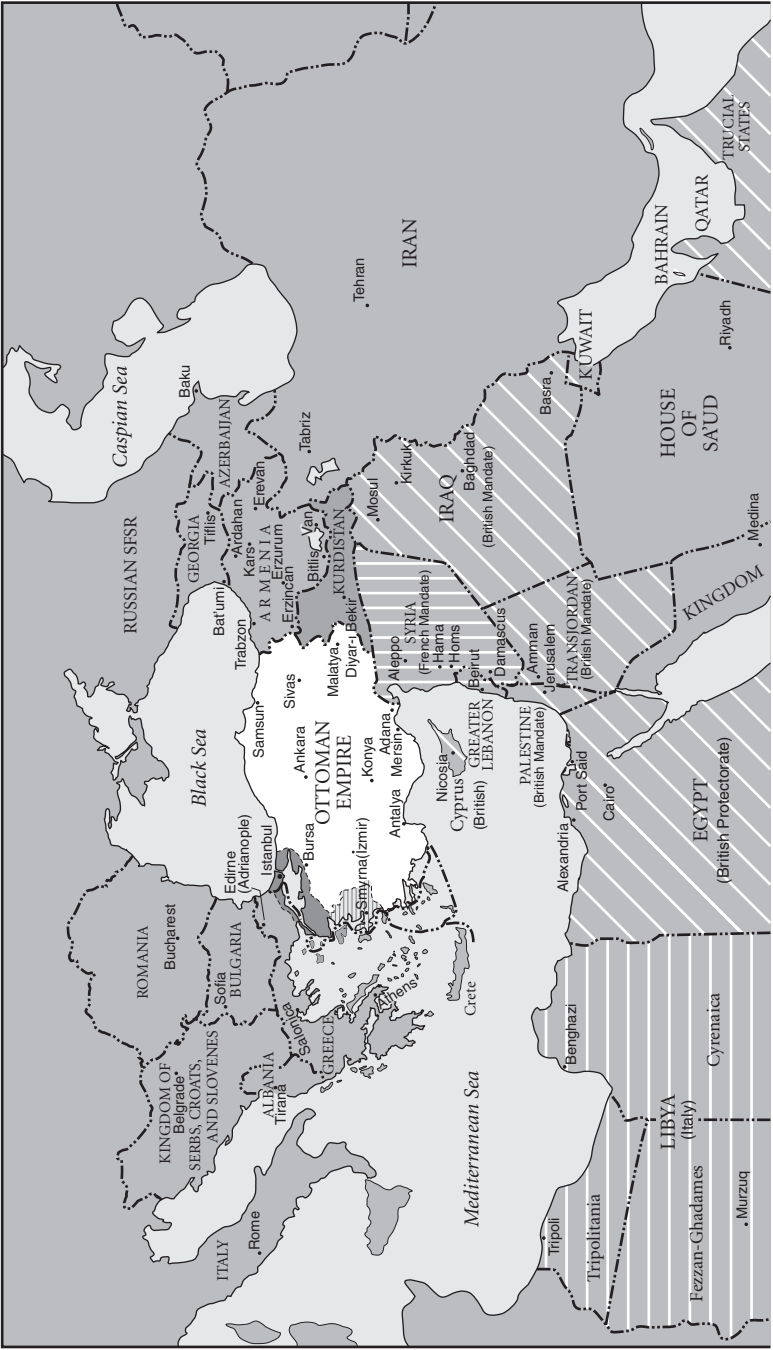 RUSSIAN SFSR
Caspian Sea
Baku
GEORGIA
Tiflis
AZERBAIJAN
Bat'umi
Ardahan
Kars
Erevan
ARMENIA
Erzurum
Erzincan
Trabzon
Tabriz
Van
Bitlis
KURDISTAN
Tehran
IRAN
Black Sea
ROMANIA
Bucharest
Sofia
BULGARIA
KINGDOM OF
SERBS, CROATS,
AND SLOVENES
Belgrade
ALBANIA
Tirana
ITALY
Rome
Salonica
GREECE
Athens
Crete
Edirne
(Adrianople)
Istanbul
Bursa
Smyrna(İzmir)
Samsun
Sivas
Ankara
OTTOMAN
EMPIRE
Konya
Antalya
Adana
Mersin
Malatya
Diyar-ı Bekir
Mosul
Kirkuk
IRAQ
Baghdad
(British Mandate)
Basra
KUWAIT
Aleppo
SYRIA
(French Mandate)
Hama
Homs
Beirut
Damascus
GREATER
LEBANON
Nicosia
Cyprus
(British)
PALESTINE
(British Mandate)
Amman
Jerusalem
TRANSJORDAN
(British Mandate)
Mediterranean Sea
Alexandria
Port Said
Cairo
EGYPT
(British Protectorate)
Benghazi
Cyrenaica
LIBYA
(Italy)
Tripoli
Tripolitania
Fezzan-Ghadames
Murzuq
KINGDOM
Medina
HOUSE
OF
SA'UD
Riyadh
BAHRAIN
QATAR
TRUCIAL
STATES